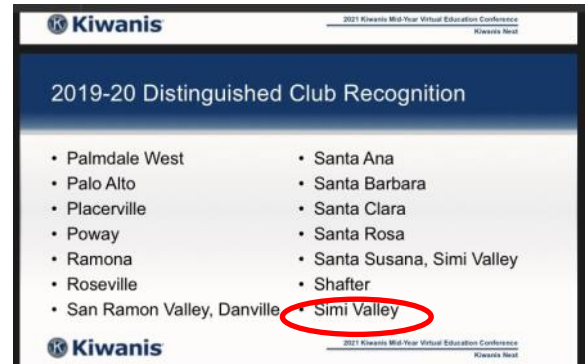 Kiwanis
2021 Kiwanis Mid-Year Virtual Education Conference
Kiwanis Next
2019-20 Distinguished Club Recognition
• Palmdale West
• Palo Alto
• Placerville
• Poway
• Ramona
• Roseville
• San Ramon Valley, Danville
• Santa Ana
• Santa Barbara
• Santa Clara
• Santa Rosa
• Santa Susana, Simi Valley
• Shafter
• Simi Valley
Kiwanis
2021 Kiwanis Mid-Year Virtual Education Conference
Kiwanis Next